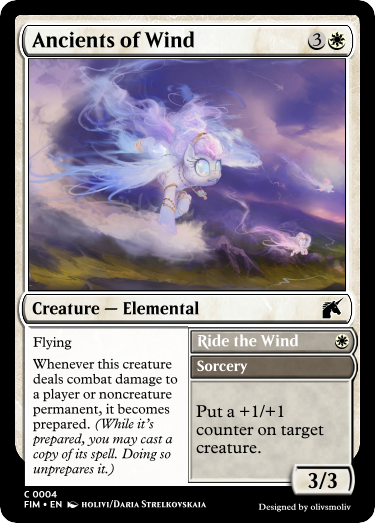 Ancients of Wind 3
Creature — Elemental
Flying
Whenever this creature
deals combat damage to
a player or noncreature
permanent, it becomes
prepared. (While it's
prepared, you may cast a
copy of its spell. Doing so
unprepares it.)
Ride the Wind
Sorcery
Put a +1/+1
counter on target
creature.
3/3
C 0004
FIM • EN HOLIVI/DARIA STRELKOVSKAIA
Designed by olivsmoliv